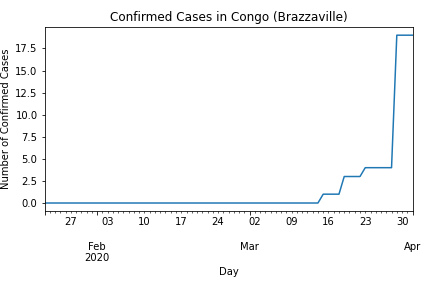 Confirmed Cases in Congo (Brazzaville)
Number of Confirmed Cases
17.5
15.0
12.5
10.0
7.5
5.0
2.5
0.0
27 03 10 17 24 02 09 16 23 30
Feb Mar Apr
2020
Day